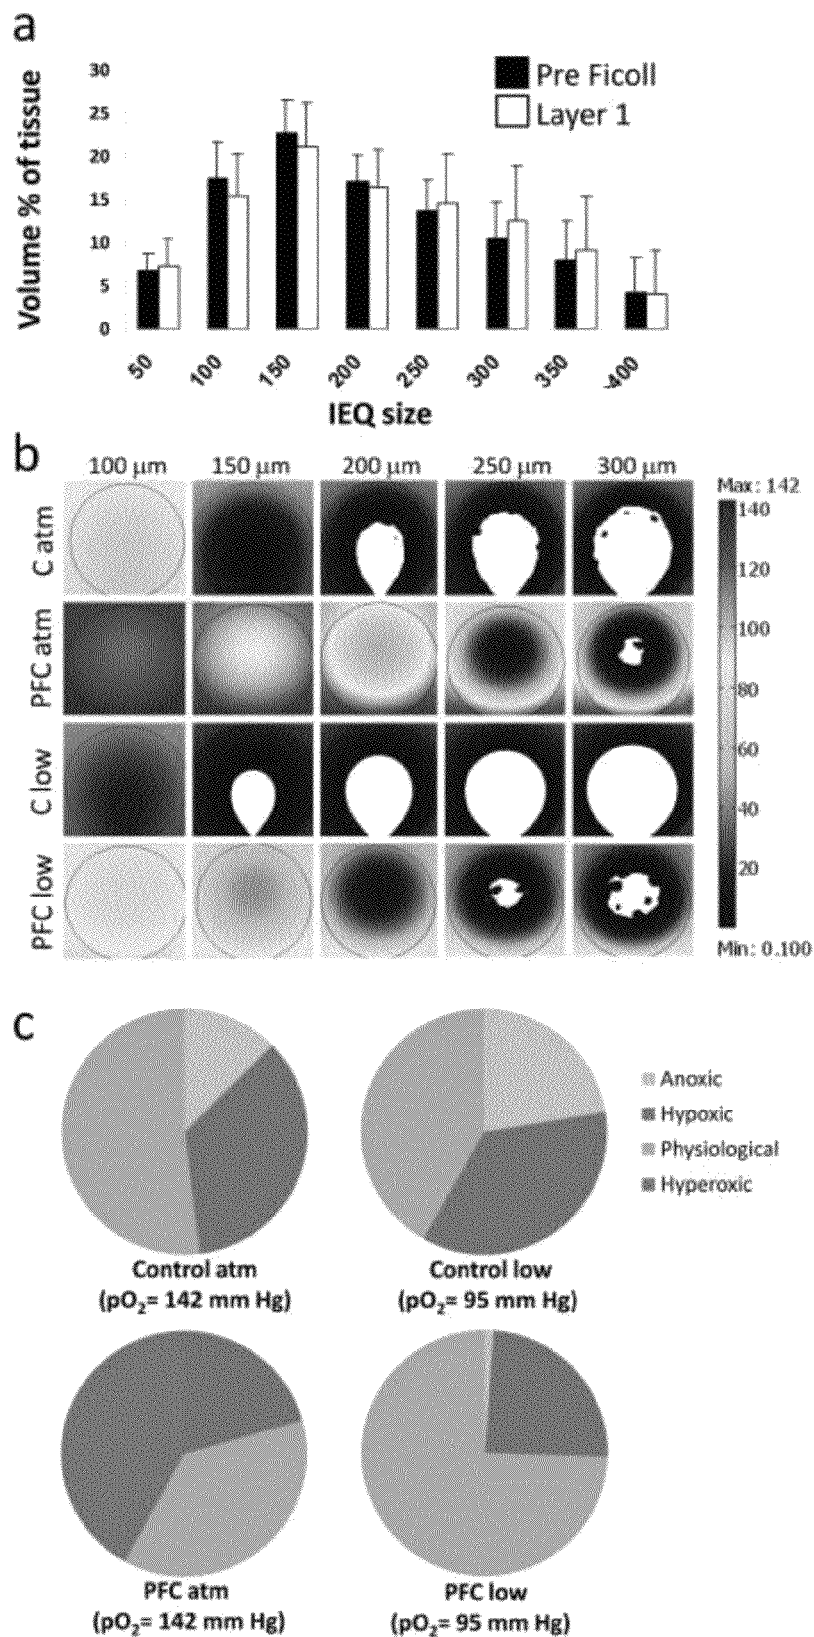 a
Volume % of tissue
30
25
20
15
10
5
0
Pre Ficoll
Layer 1
50
100
150
200
250
300
350
400
IEQ size
b
100 µm
150 µm
200 µm
250 µm
300 µm
C atm
PFC atm
C low
PFC low
Max: 142
140
120
100
80
60
40
20
Min: 0.100
c
Anoxic
Hypoxic
Physiological
Hyperoxic
Control atm
(pO₂= 142 mm Hg)
Control low
(pO₂= 95 mm Hg)
PFC atm
(pO₂= 142 mm Hg)
PFC low
(pO₂= 95 mm Hg)